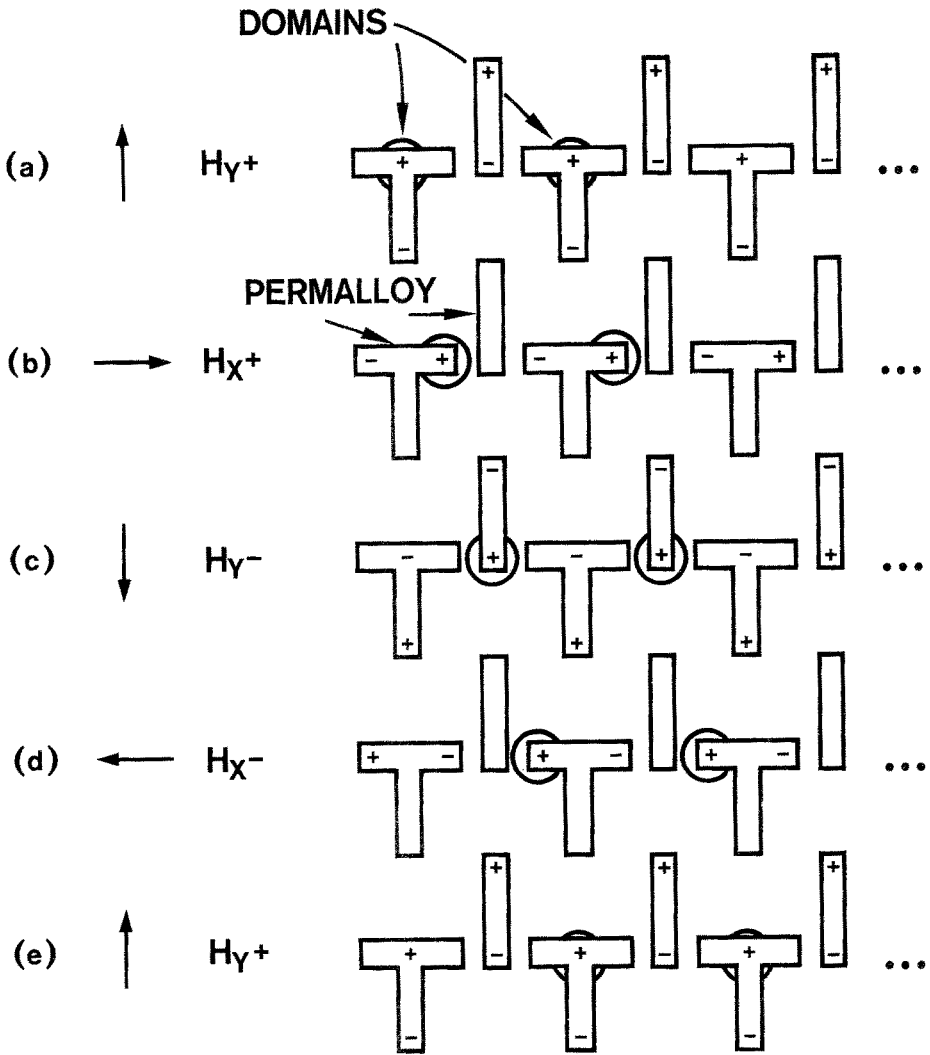 DOMAINS
(a) HY+ + − + − + − + − + − + − ...
PERMALLOY
(b) HX+ − + − + − + ...
(c) HY− − + − + − + − + − + − + ...
(d) HX− + − + − + − ...
(e) HY+ + − + − + − + − + − + − ...